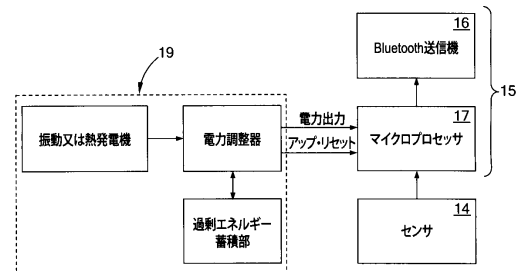 19
16
Bluetooth送信機
15
振動又は熱発電機
電力調整器
電力出力
アップ・リセット
17
マイクロプロセッサ
過剰エネルギー
蓄積部
14
センサ